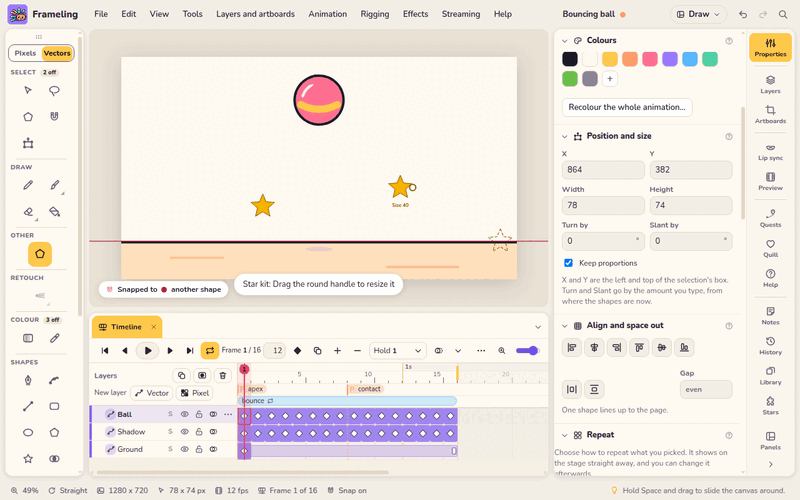 Frameling File Edit View Tools Layers and artboards Animation Rigging Effects Streaming Help Bouncing ball Draw
Pixels Vectors
SELECT 2 off
DRAW
OTHER
RETOUCH
COLOUR 3 off
SHAPES
Size 40
Snapped to another shape
Star kit: Drag the round handle to resize it
Timeline
Frame 1 / 16 12 Hold 1
Layers
New layer Vector Pixel
Ball S
Shadow S
Ground S
1 5 10 1s 15 20
apex contact
bounce
Colours
Recolour the whole animation...
Position and size
X Y
864 382
Width Height
78 74
Turn by Slant by
0 ° 0 °
Keep proportions
X and Y are the left and top of the selection's box.
Turn and Slant go by the amount you type, from
where the shapes are now.
Align and space out
Gap
even
One shape lines up to the page.
Repeat
Choose how to repeat what you picked. It shows on
the stage straight away, and you can change it
afterwards.
Properties
Layers
Artboards
Lip sync
Preview
Quests
Quill
Help
Notes
History
Library
Stars
Panels
49% Straight 1280 x 720 78 x 74 px 12 fps Frame 1 of 16 Snap on Hold Space and drag to slide the canvas around.